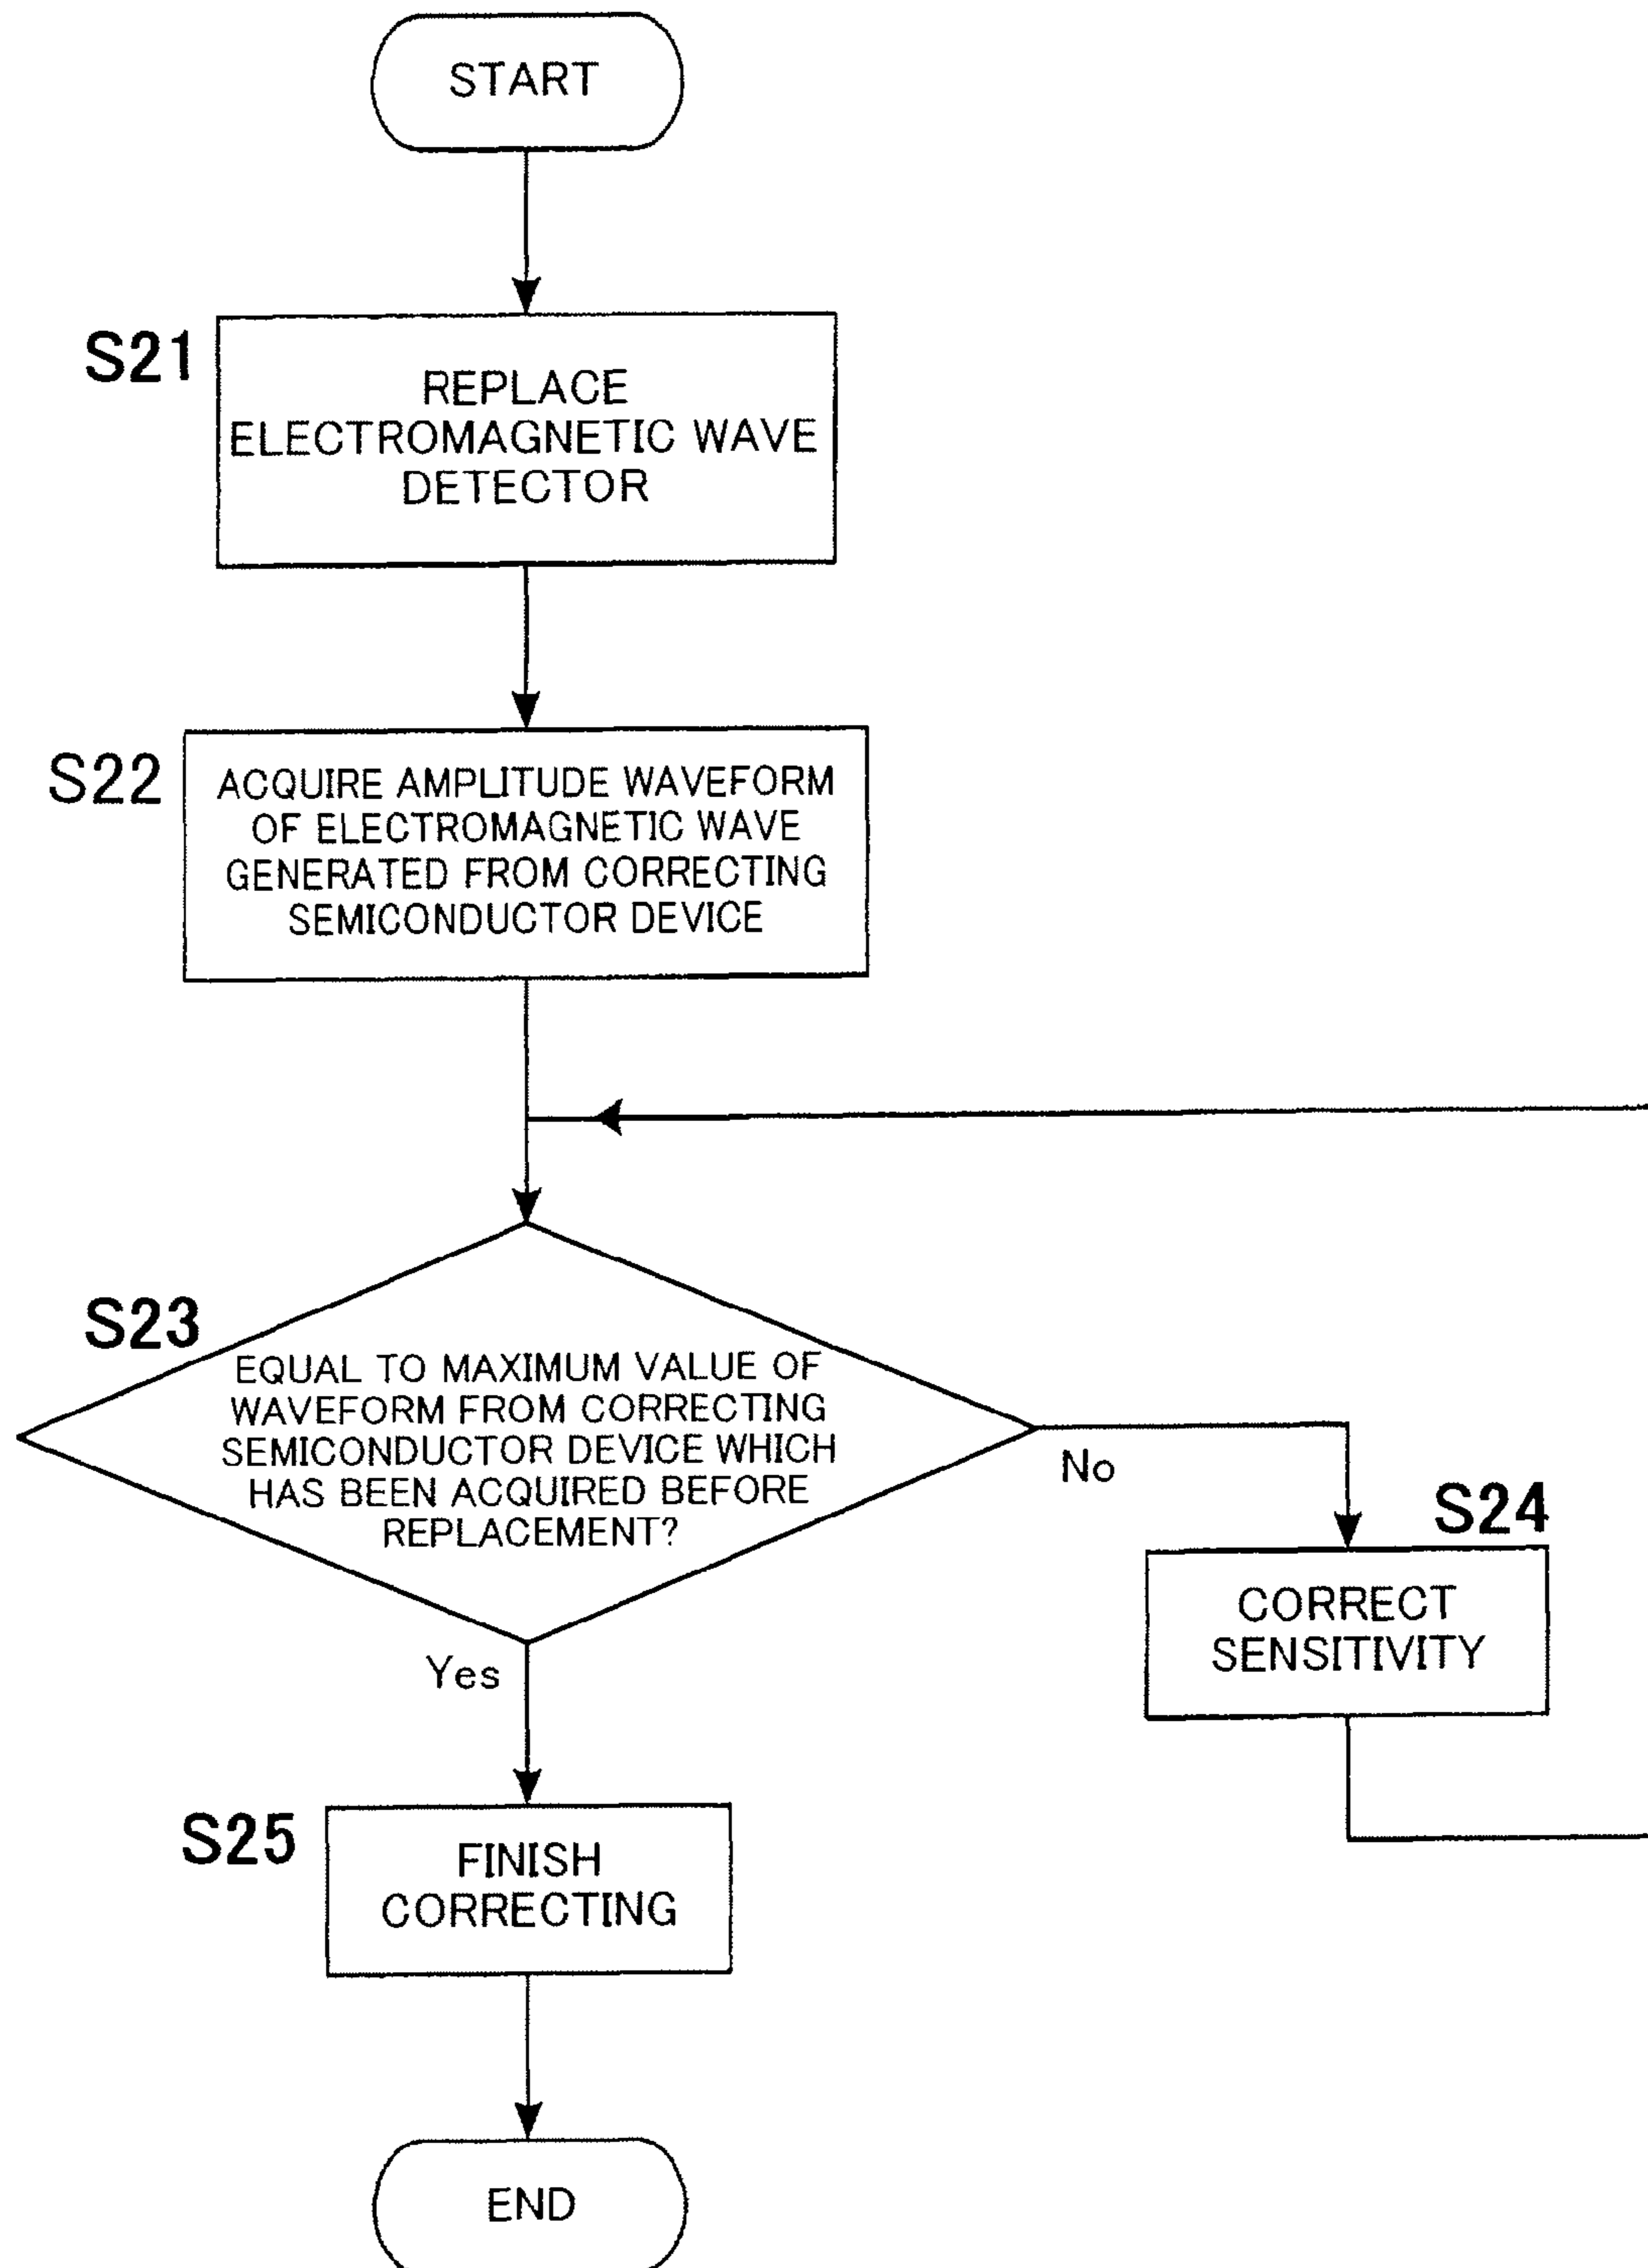 START
S21
REPLACE
ELECTROMAGNETIC WAVE
DETECTOR
S22
ACQUIRE AMPLITUDE WAVEFORM
OF ELECTROMAGNETIC WAVE
GENERATED FROM CORRECTING
SEMICONDUCTOR DEVICE
S23
EQUAL TO MAXIMUM VALUE OF
WAVEFORM FROM CORRECTING
SEMICONDUCTOR DEVICE WHICH
HAS BEEN ACQUIRED BEFORE
REPLACEMENT?
No
S24
CORRECT
SENSITIVITY
Yes
S25
FINISH
CORRECTING
END